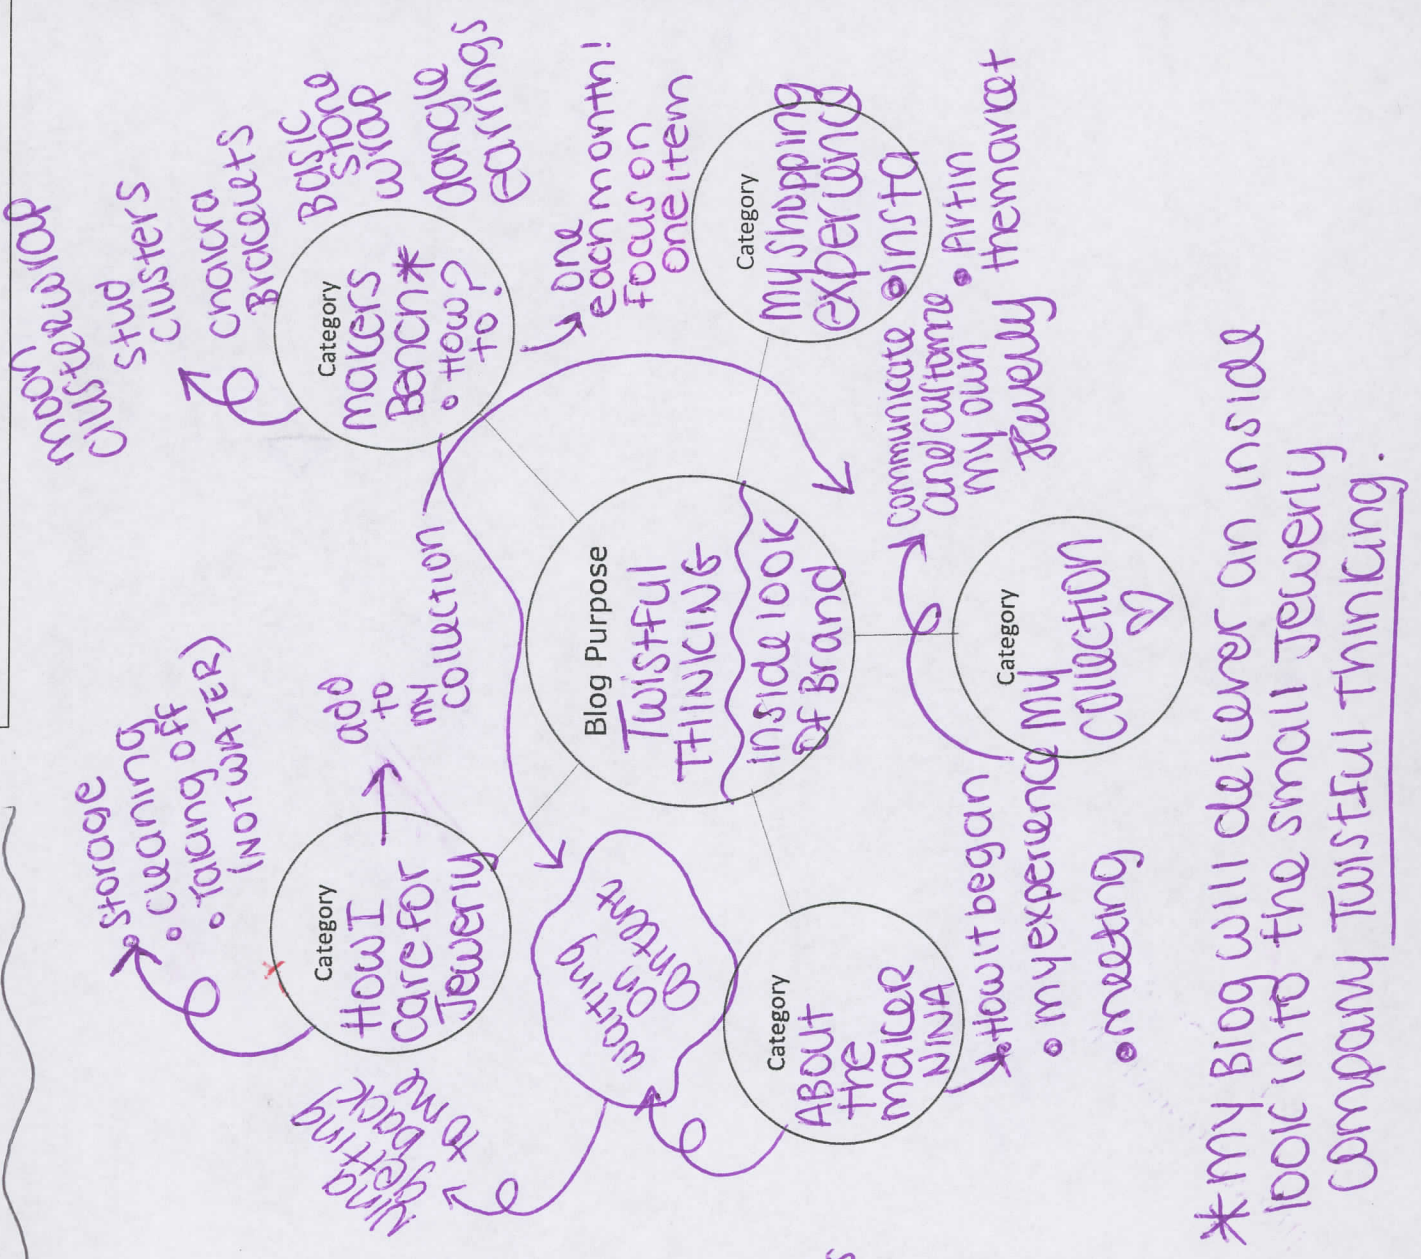 Blog Purpose
Twistful
THINKING
inside look
of Brand
Category
How I
care for
Jewerly
• storage
• cleaning
• Taking off
(NOT WATER)
add
to
my
collection
Category
makers
Bench*
• How?
to?
moon
clusterwrap
stud
clusters
chakra
Bracelets
BASIC
stone
wrap
dangle
earrings
one
each month!
Focus on
one item
Category
my shopping
experience
• insta
• Art in
the market
Category
my
collection
communicate
and custome
my own
Jewelly
Category
ABOUT
the
maker
NINA
• How it began
• my experience
• meeting
waiting
on
content
Nina
getting
back
to me
*my Blog will deliver an inside
look into the small Jewerly
company Twistful thinking.